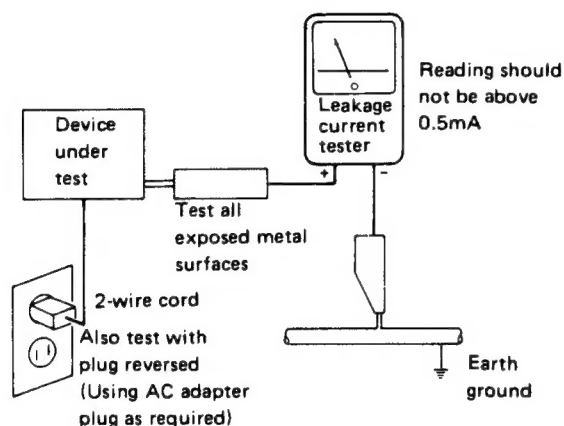 Reading should
not be above
0.5mA
Leakage
current
tester
+ -
Device
under
test
Test all
exposed metal
surfaces
2-wire cord
Also test with
plug reversed
(Using AC adapter
plug as required)
Earth
ground